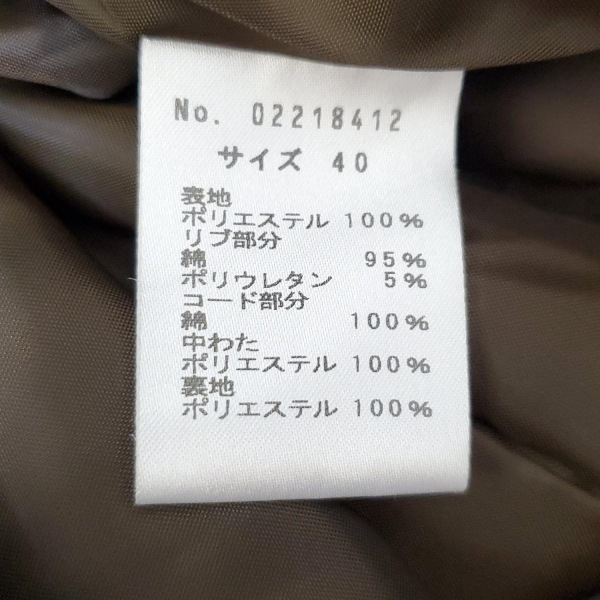 No. 02218412
サイズ 40
表地
ポリエステル 100%
リブ部分
綿 95%
ポリウレタン 5%
コード部分
綿 100%
中わた
ポリエステル 100%
裏地
ポリエステル 100%